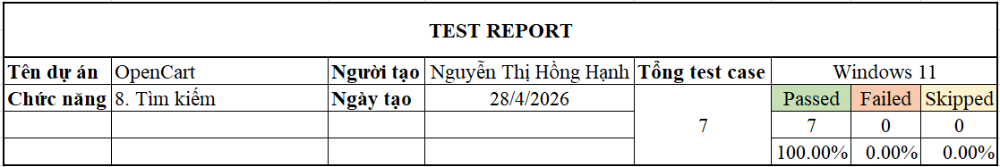 TEST REPORT
Tên dự án OpenCart Người tạo Nguyễn Thị Hồng Hạnh Tổng test case Windows 11
Chức năng 8. Tìm kiếm Ngày tạo 28/4/2026 Passed Failed Skipped
7 7 0 0
100.00% 0.00% 0.00%